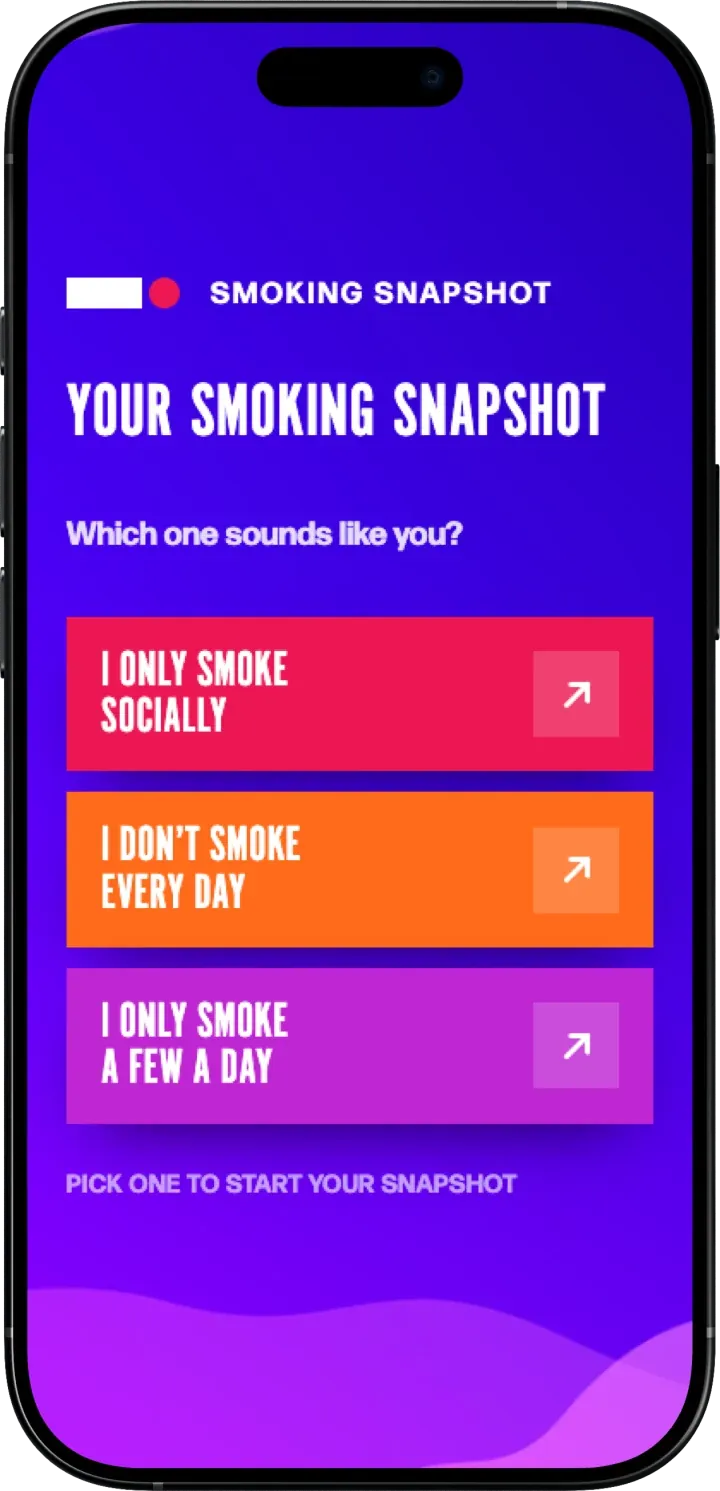 SMOKING SNAPSHOT
YOUR SMOKING SNAPSHOT
Which one sounds like you?
I ONLY SMOKE
SOCIALLY
I DON'T SMOKE
EVERY DAY
I ONLY SMOKE
A FEW A DAY
PICK ONE TO START YOUR SNAPSHOT